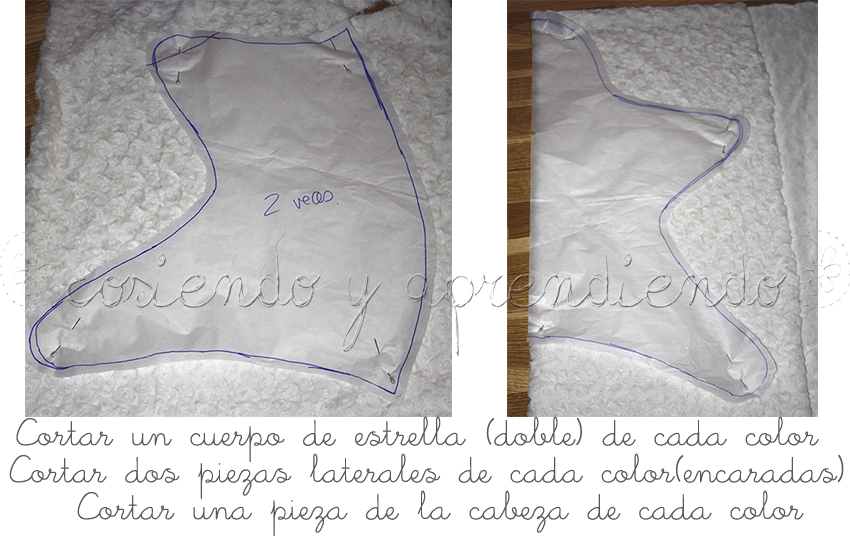 2 veces.
cosiendo y aprendiendo
Cortar un cuerpo de estrella (doble) de cada color
Cortar dos piezas laterales de cada color(encaradas)
Cortar una pieza de la cabeza de cada color